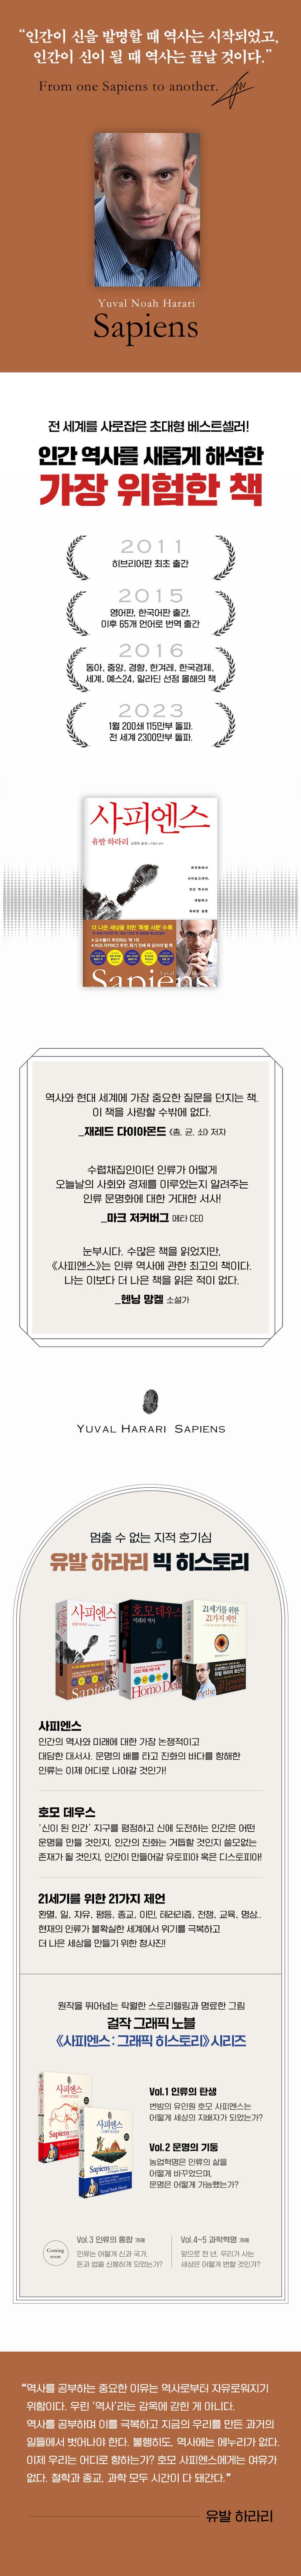 “인간이 신을 발명할 때 역사는 시작되었고,
인간이 신이 될 때 역사는 끝날 것이다.”
From one Sapiens to another.
Yuval Noah Harari
Sapiens
전 세계를 사로잡은 초대형 베스트셀러!
인간 역사를 새롭게 해석한
가장 위험한 책
2011
히브리어판 최초 출간
2015
영어판, 한국어판 출간,
이후 65개 언어로 번역 출간
2016
동아, 중앙, 경향, 한겨레, 한국경제,
세계, 예스24, 알라딘 선정 올해의 책
2023
1월 200쇄 115만부 돌파.
전 세계 2300만부 돌파.
사피엔스
유발 하라리
더 나은 세상을 위한 '특별 서문' 수록
Sapiens
역사와 현대 세계에 가장 중요한 질문을 던지는 책.
이 책을 사랑할 수밖에 없다.
_재레드 다이아몬드 《총, 균, 쇠》 저자
수렵채집인이던 인류가 어떻게
오늘날의 사회와 경제를 이루었는지 알려주는
인류 문명화에 대한 거대한 서사!
_마크 저커버그 메타 CEO
눈부시다. 수많은 책을 읽었지만,
《사피엔스》는 인류 역사에 관한 최고의 책이다.
나는 이보다 더 나은 책을 읽은 적이 없다.
_헨닝 망켈 소설가
YUVAL HARARI SAPIENS
멈출 수 없는 지적 호기심
유발 하라리 빅 히스토리
사피엔스
호모 데우스
미래의 역사
21세기를 위한
21가지 제언
Sapiens
Homo Deus
사피엔스
인간의 역사와 미래에 대한 가장 논쟁적이고
대담한 대서사. 문명의 배를 타고 진화의 바다를 항해한
인류는 이제 어디로 나아갈 것인가!
호모 데우스
‘신이 된 인간’ 지구를 평정하고 신에 도전하는 인간은 어떤
문명을 만들 것인지, 인간의 진화는 거듭할 것인지 쓸모없는
존재가 될 것인지, 인간이 만들어갈 유토피아 혹은 디스토피아!
21세기를 위한 21가지 제언
환멸, 일, 자유, 평등, 종교, 이민, 테러리즘, 전쟁, 교육, 명상..
현재의 인류가 불확실한 세계에서 위기를 극복하고
더 나은 세상을 만들기 위한 청사진!
원작을 뛰어넘는 탁월한 스토리텔링과 명료한 그림
걸작 그래픽 노블
《사피엔스 : 그래픽 히스토리》 시리즈
사피엔스
Sapiens
사피엔스
Sapiens
Yuval Noah Harari
Vol.1 인류의 탄생
변방의 유인원 호모 사피엔스는
어떻게 세상의 지배자가 되었는가?
Vol.2 문명의 기둥
농업혁명은 인류의 삶을
어떻게 바꾸었으며,
문명은 어떻게 가능했는가?
Coming
soon
Vol.3 인류의 통합 가제
인류는 어떻게 신과 국가,
돈과 법을 신봉하게 되었는가?
Vol.4~5 과학혁명 가제
앞으로 천 년, 우리가 사는
세상은 어떻게 변할 것인가?
“역사를 공부하는 중요한 이유는 역사로부터 자유로워지기
위함이다. 우린 ‘역사’라는 감옥에 갇힌 게 아니다.
역사를 공부하며 이를 극복하고 지금의 우리를 만든 과거의
일들에서 벗어나야 한다. 불행히도, 역사에는 에누리가 없다.
이제 우리는 어디로 향하는가? 호모 사피엔스에게는 여유가
없다. 철학과 종교, 과학 모두 시간이 다 돼간다.”
유발 하라리